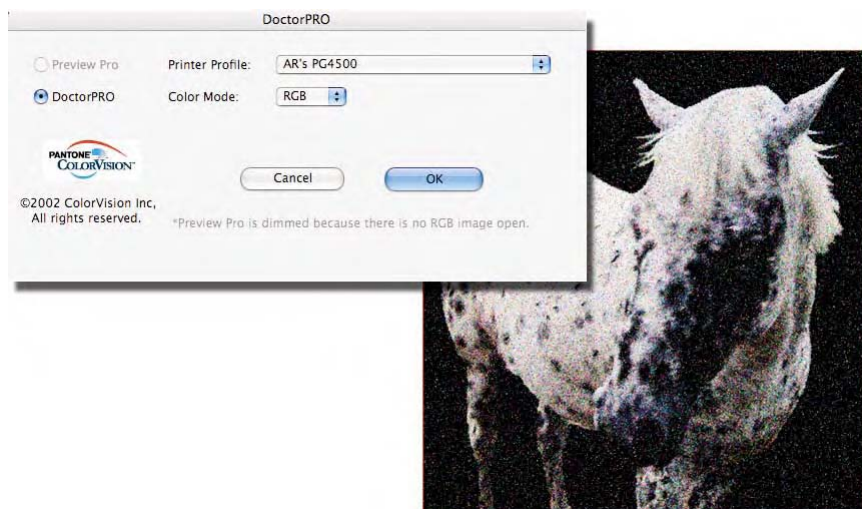 DoctorPRO
Preview Pro
Printer Profile:
AR's PG4500
DoctorPRO
Color Mode:
RGB
PANTONE
COLORVISION™
Cancel
OK
©2002 ColorVision Inc,
All rights reserved.
*Preview Pro is dimmed because there is no RGB image open.